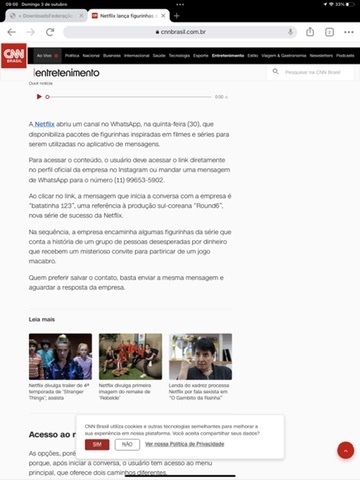 09:00 Domingo 3 de outubro
33%
DownloadsFederação
Netflix lança figurinhas
cnnbrasil.com.br
CNN BRASIL
Ao Vivo Política Nacional Business Internacional Saúde Tecnologia Esporte Entretenimento Estilo Viagem & Gastronomia Newsletters Podcasts
entretenimento
Pesquisar na CNN Brasil
Ouvir notícia
0:00
A Netflix abriu um canal no WhatsApp, na quinta-feira (30), que
disponibiliza pacotes de figurinhas inspiradas em filmes e séries para
serem utilizadas no aplicativo de mensagens.
Para acessar o conteúdo, o usuário deve acessar o link diretamente
no perfil oficial da empresa no Instagram ou mandar uma mensagem
de WhatsApp para o número (11) 99653-5902.
Ao clicar no link, a mensagem que inicia a conversa com a empresa é
"batatinha 123", uma referência à produção sul-coreana "Round6",
nova série de sucesso da Netflix.
Na sequência, a empresa encaminha algumas figurinhas da série que
conta a história de um grupo de pessoas desesperadas por dinheiro
que recebem um misterioso convite para partricar de um jogo
macabro.
Quem preferir salvar o contato, basta enviar a mesma mensagem e
aguardar a resposta da empresa.
Leia mais
Netflix divulga trailer de 4ª
temporada de 'Stranger
Things'; assista
Netflix divulga primeira
imagem do remake de
'Rebelde'
Lenda do xadrez processa
Netflix por fala sexista em
"O Gambito da Rainha"
CNN Brasil utiliza cookies e outras tecnologias semelhantes para melhorar a
sua experiência em nossa plataforma. Você aceita compartilhar seus dados?
SIM
NÃO
Ver nossa Política de Privacidade
Acesso ao
As opções, poré
porque, após iniciar a conversa, o usuário tem acesso ao menu
principal, que oferece dois caminhos diferentes.